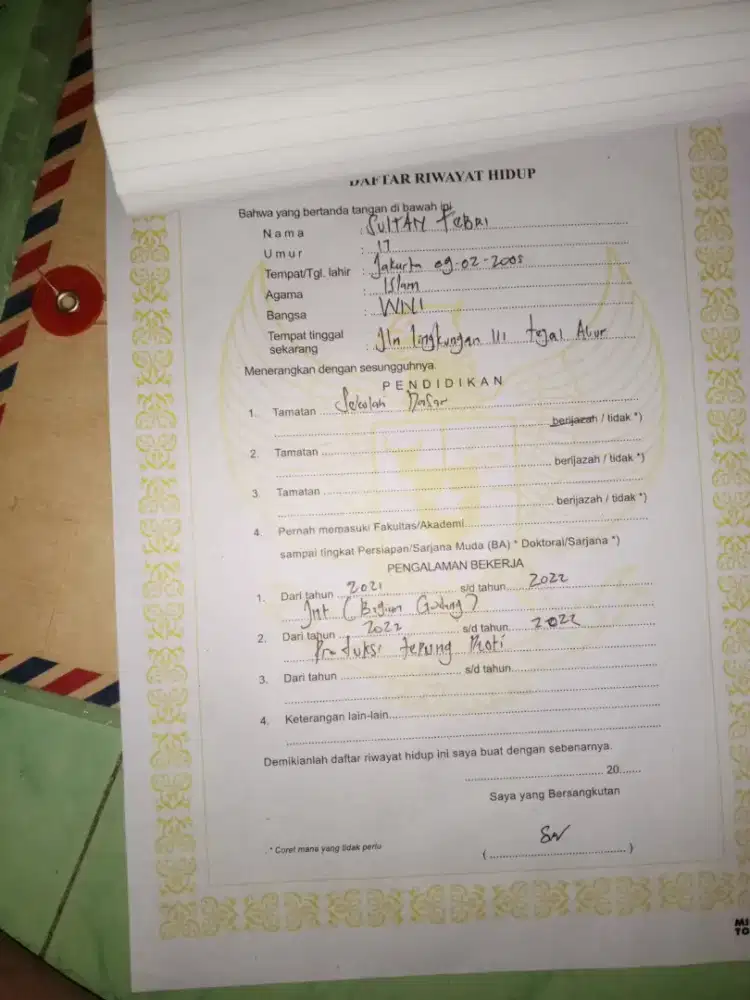 DAFTAR RIWAYAT HIDUP
Bahwa yang bertanda tangan di bawah ini
Nama : SULTAN FEBRI
Umur : 17
Tempat/Tgl. lahir : Jakarta 09-02-2005
Agama : Islam
Bangsa : WNI
Tempat tinggal
sekarang : Jln lingkungan III tegal Alur
Menerangkan dengan sesungguhnya.
PENDIDIKAN
1. Tamatan Sekolah Dasar
berijazah / tidak *)
2. Tamatan
berijazah / tidak *)
3. Tamatan
berijazah / tidak *)
4. Pernah memasuki Fakultas/Akademi
sampai tingkat Persiapan/Sarjana Muda (BA) * Doktoral/Sarjana *)
PENGALAMAN BEKERJA
1. Dari tahun 2021 s/d tahun 2022
Jnt (Bagian Gudang)
2. Dari tahun 2022 s/d tahun 2022
Produksi tepung Roti
3. Dari tahun s/d tahun
4. Keterangan lain-lain
Demikianlah daftar riwayat hidup ini saya buat dengan sebenarnya.
20
Saya yang Bersangkutan
* Coret mana yang tidak perlu
( )
MI
TO